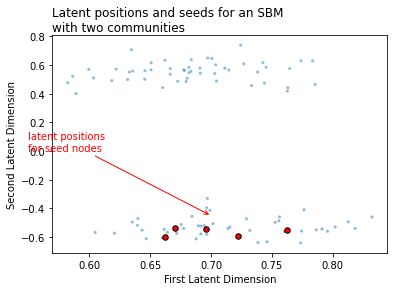 Latent positions and seeds for an SBM
with two communities
Second Latent Dimension
0.8
0.6
0.4
0.2
0.0
−0.2
−0.4
−0.6
latent positions
for seed nodes
0.60
0.65
0.70
0.75
0.80
First Latent Dimension